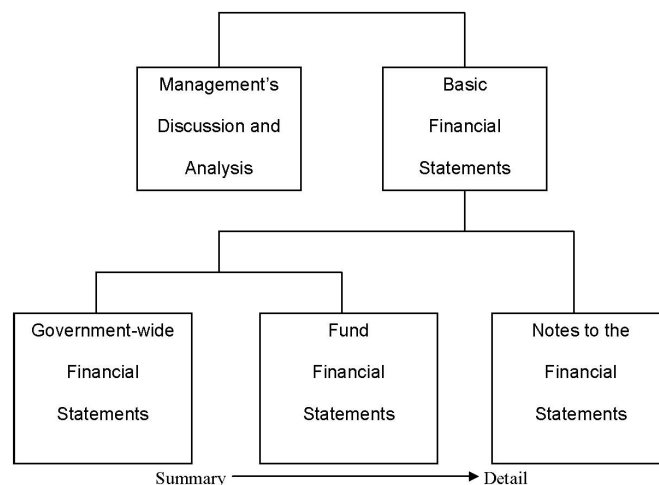 Management’s
Discussion and
Analysis
Basic
Financial
Statements
Government-wide
Financial
Statements
Fund
Financial
Statements
Notes to the
Financial
Statements
Summary
Detail